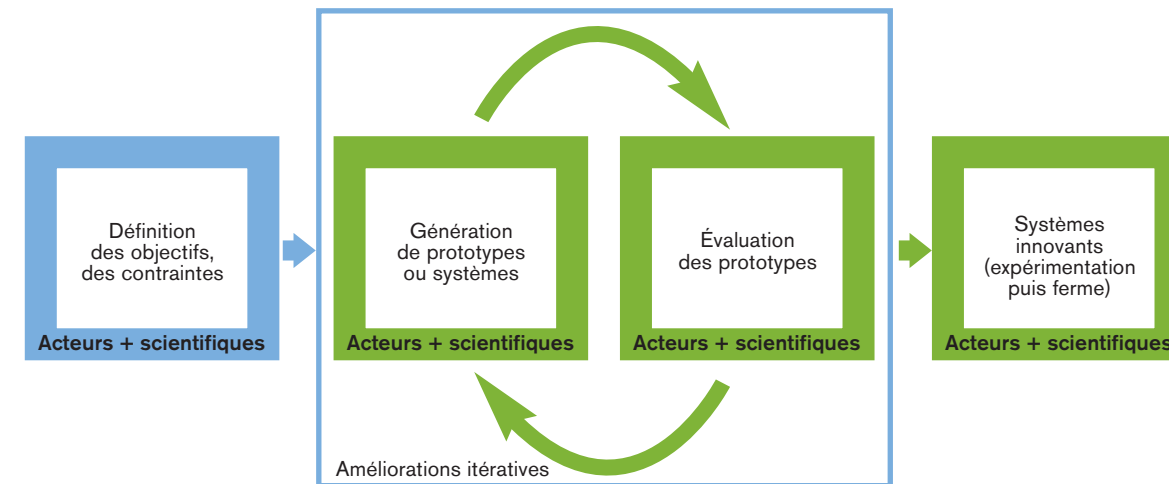 Définition
des objectifs,
des contraintes
Acteurs + scientifiques
Génération
de prototypes
ou systèmes
Acteurs + scientifiques
Évaluation
des prototypes
Acteurs + scientifiques
Systèmes
innovants
(expérimentation
puis ferme)
Acteurs + scientifiques
Améliorations itératives